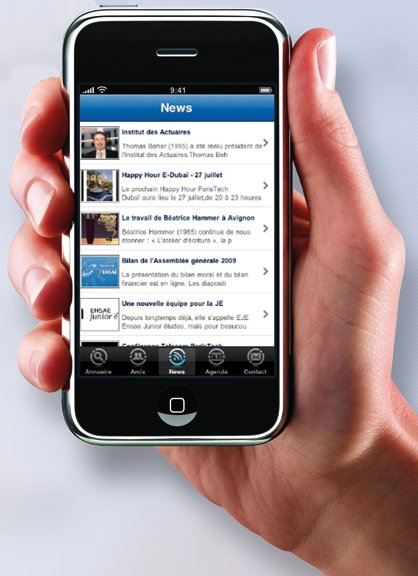 9:41
News
Institut des Actuaires
Thomas Behar (1995) a été réélu président de
l'Institut des Actuaires.Thomas Beh
Happy Hour E-Dubaï - 27 juillet
Le prochain Happy Hour ParisTech
Dubaï aura lieu le 27 juillet,de 20 à 23 heures
Le travail de Béatrice Hammer à Avignon
Béatrice Hammer (1985) continue de nous
étonner : « L'atelier d'écriture », la p
Bilan de l'Assemblée générale 2009
La présentation du bilan moral et du bilan
financier est en ligne. Les dispositi
ENSAE
junior é
Une nouvelle équipe pour la JE
Depuis longtemps déjà, elle s'appelle EJE
Ensae Junior études, mais pour beaucou
Conférence Telecom ParisTech
Annuaire
Amis
News
Agenda
Contact